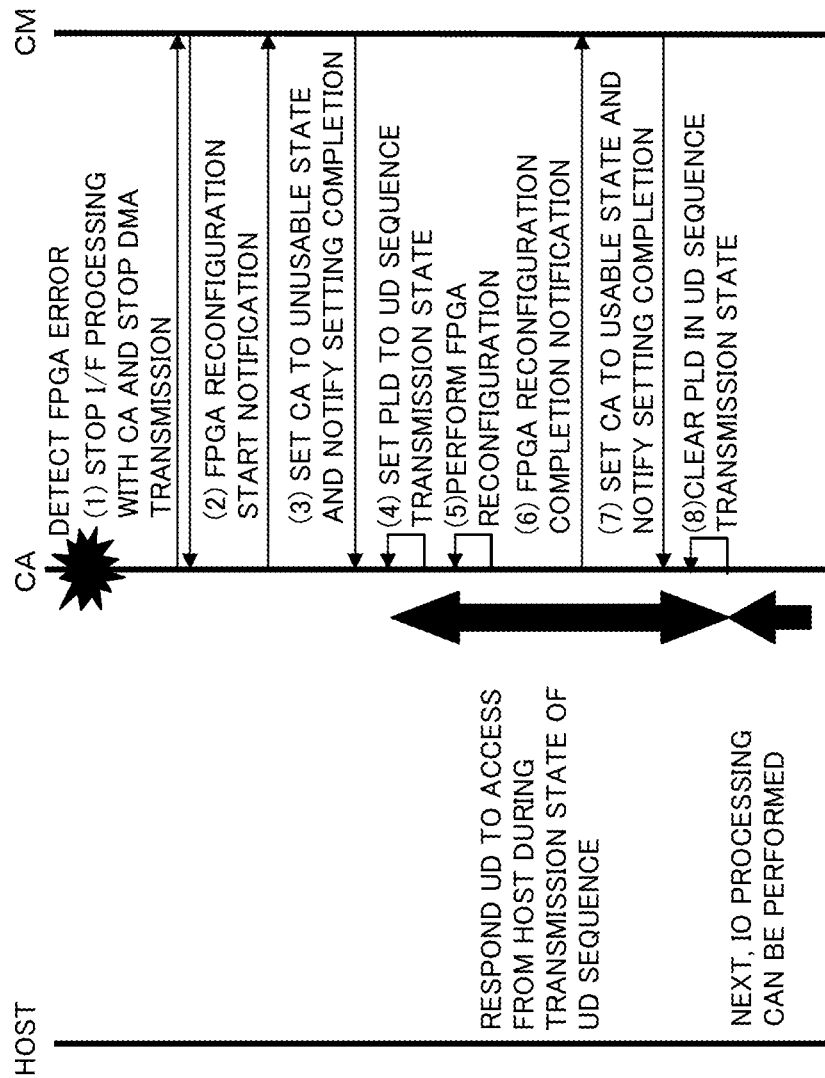 HOST
CA
CM
DETECT FPGA ERROR
(1) STOP I/F PROCESSING
WITH CA AND STOP DMA
TRANSMISSION
(2) FPGA RECONFIGURATION
START NOTIFICATION
(3) SET CA TO UNUSABLE STATE
AND NOTIFY SETTING COMPLETION
(4) SET PLD TO UD SEQUENCE
TRANSMISSION STATE
(5)PERFORM FPGA
RECONFIGURATION
(6) FPGA RECONFIGURATION
COMPLETION NOTIFICATION
(7) SET CA TO USABLE STATE AND
NOTIFY SETTING COMPLETION
(8)CLEAR PLD IN UD SEQUENCE
TRANSMISSION STATE
RESPOND UD TO ACCESS
FROM HOST DURING
TRANSMISSION STATE OF
UD SEQUENCE
NEXT, IO PROCESSING
CAN BE PERFORMED